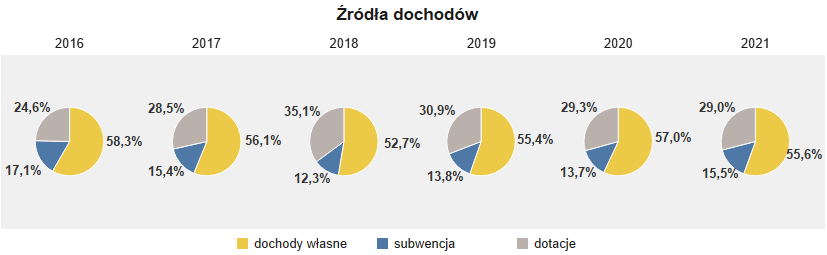 Źródła dochodów
2016 2017 2018 2019 2020 2021
24,6% 28,5% 35,1% 30,9% 29,3% 29,0%
58,3% 56,1% 52,7% 55,4% 57,0% 55,6%
17,1% 15,4% 12,3% 13,8% 13,7% 15,5%
dochody własne subwencja dotacje